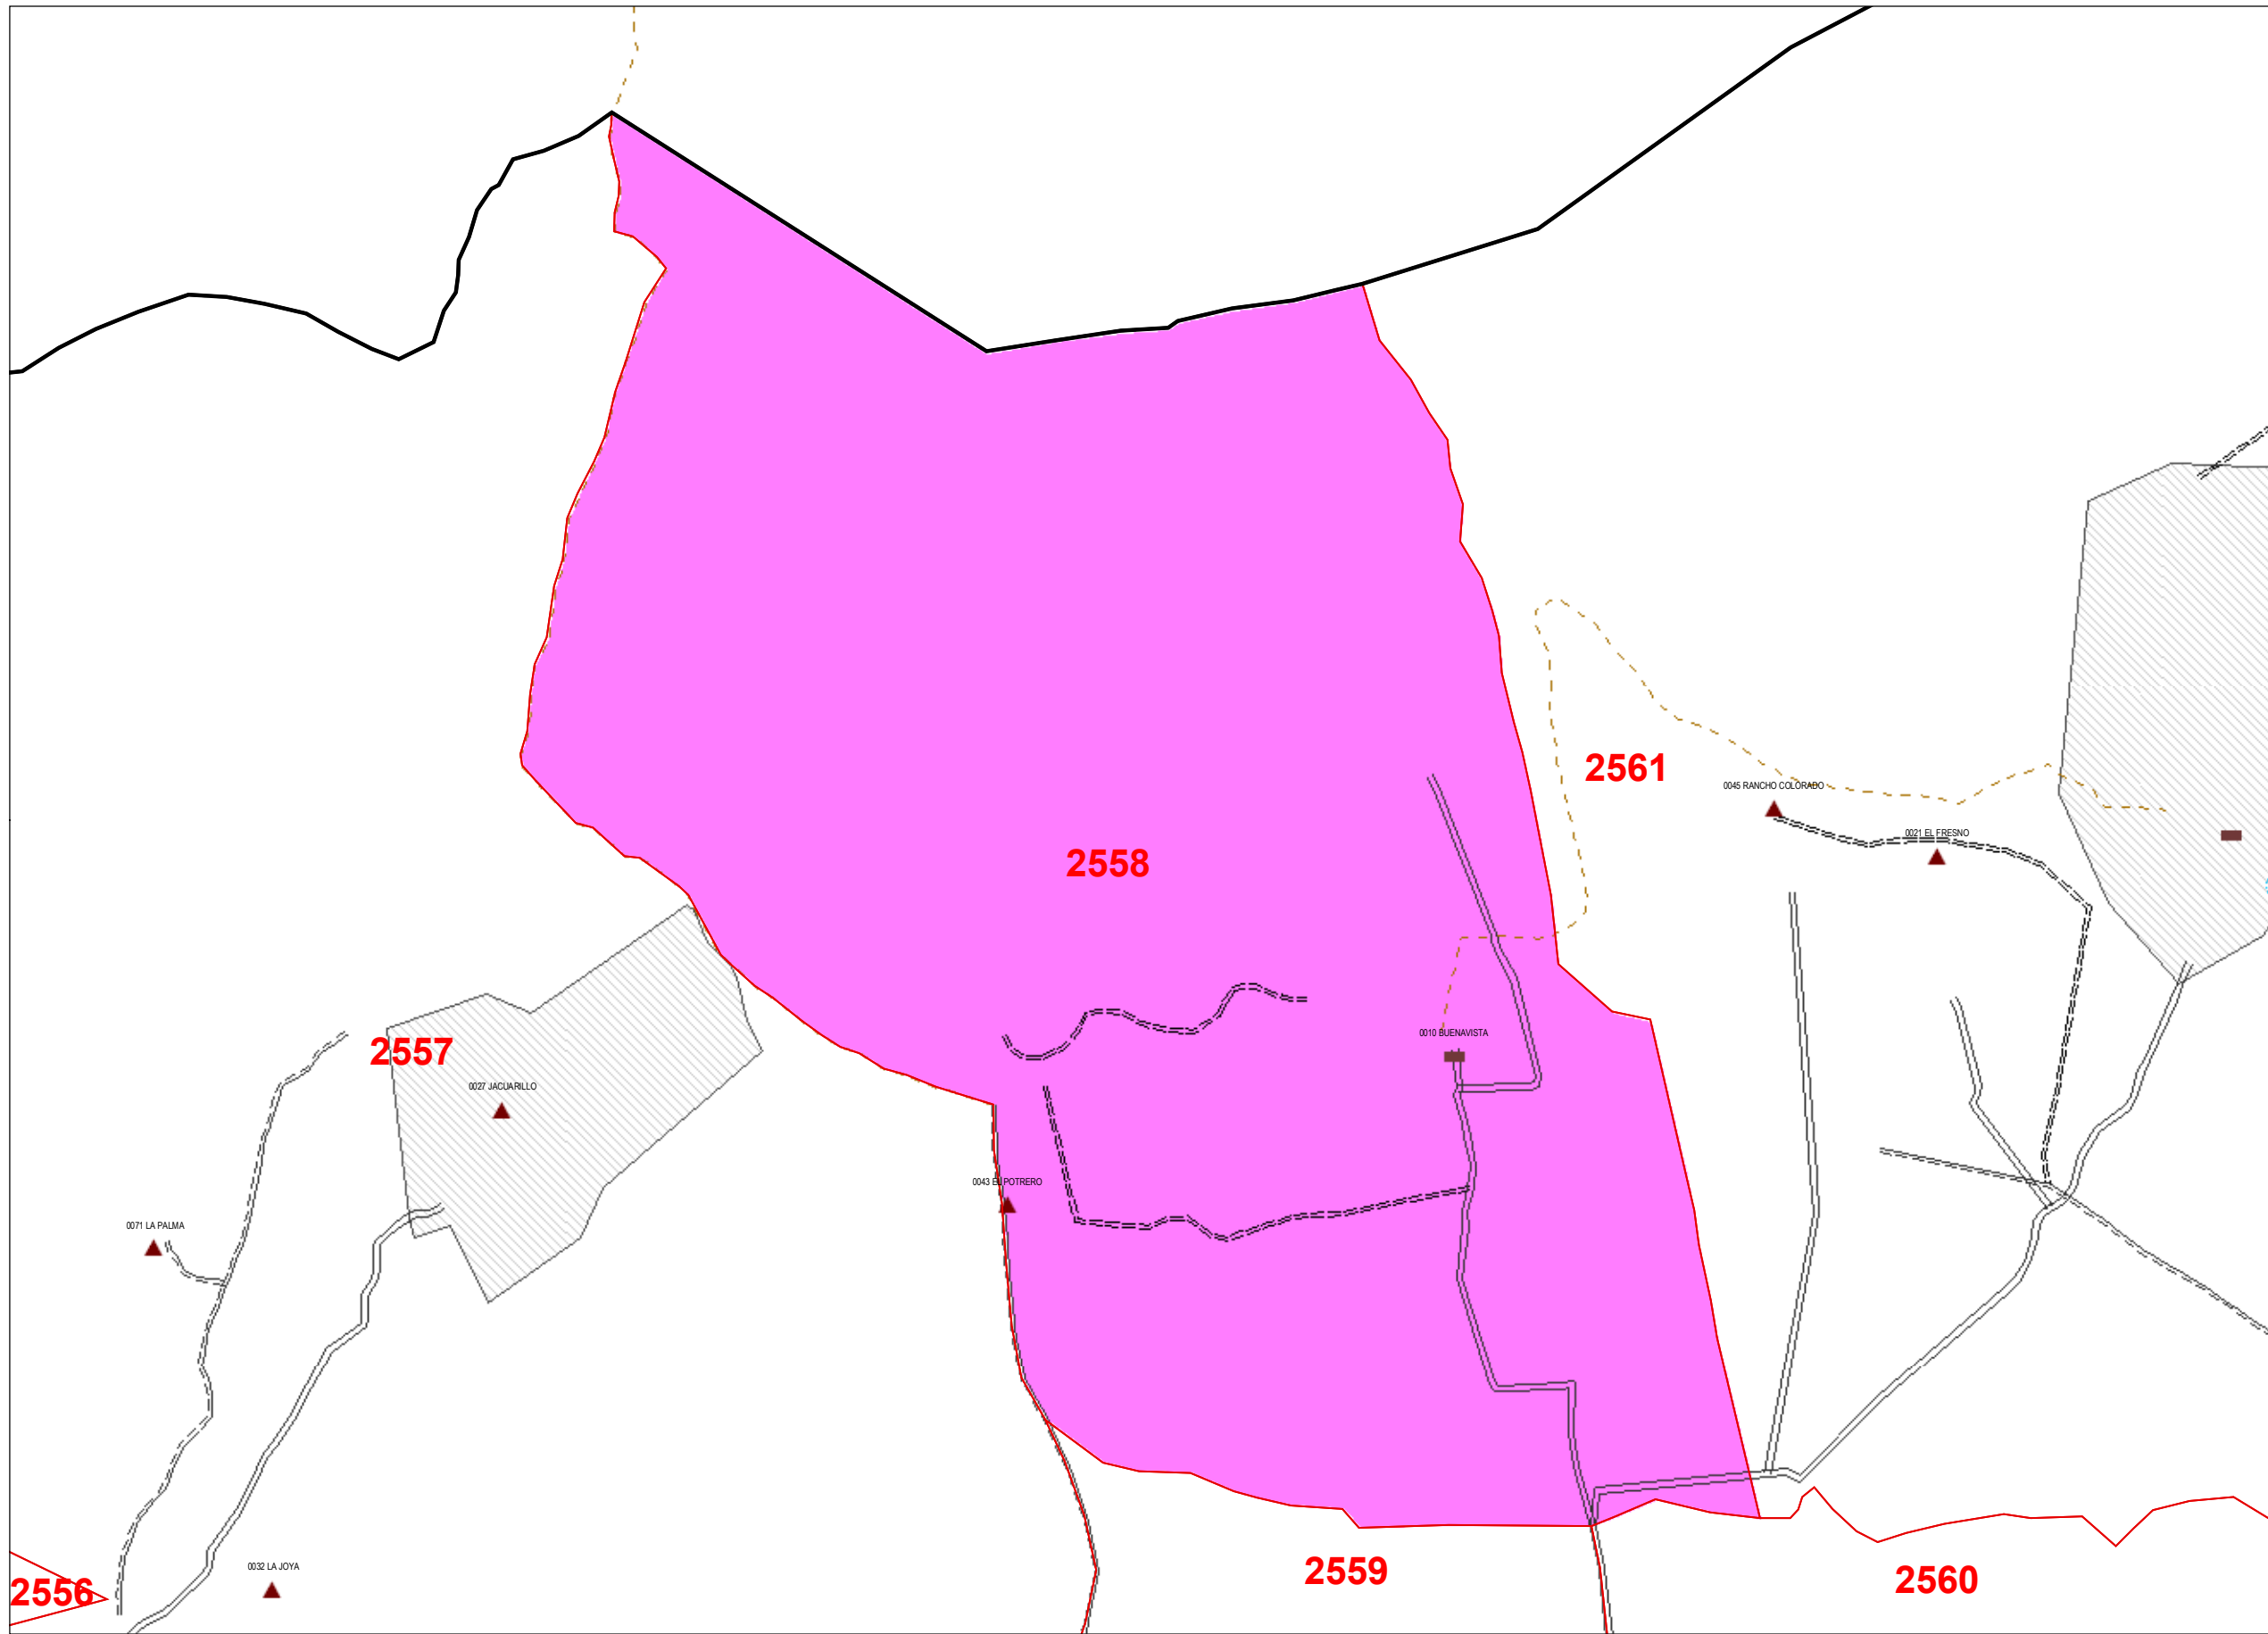 2561
0045 RANCHO COLORADO
0021 EL FRESNO
2558
0010 BUENAVISTA
2557
0027 JACUARILLO
0043 EL POTRERO
0071 LA PALMA
0032 LA JOYA
2559
2560
2556